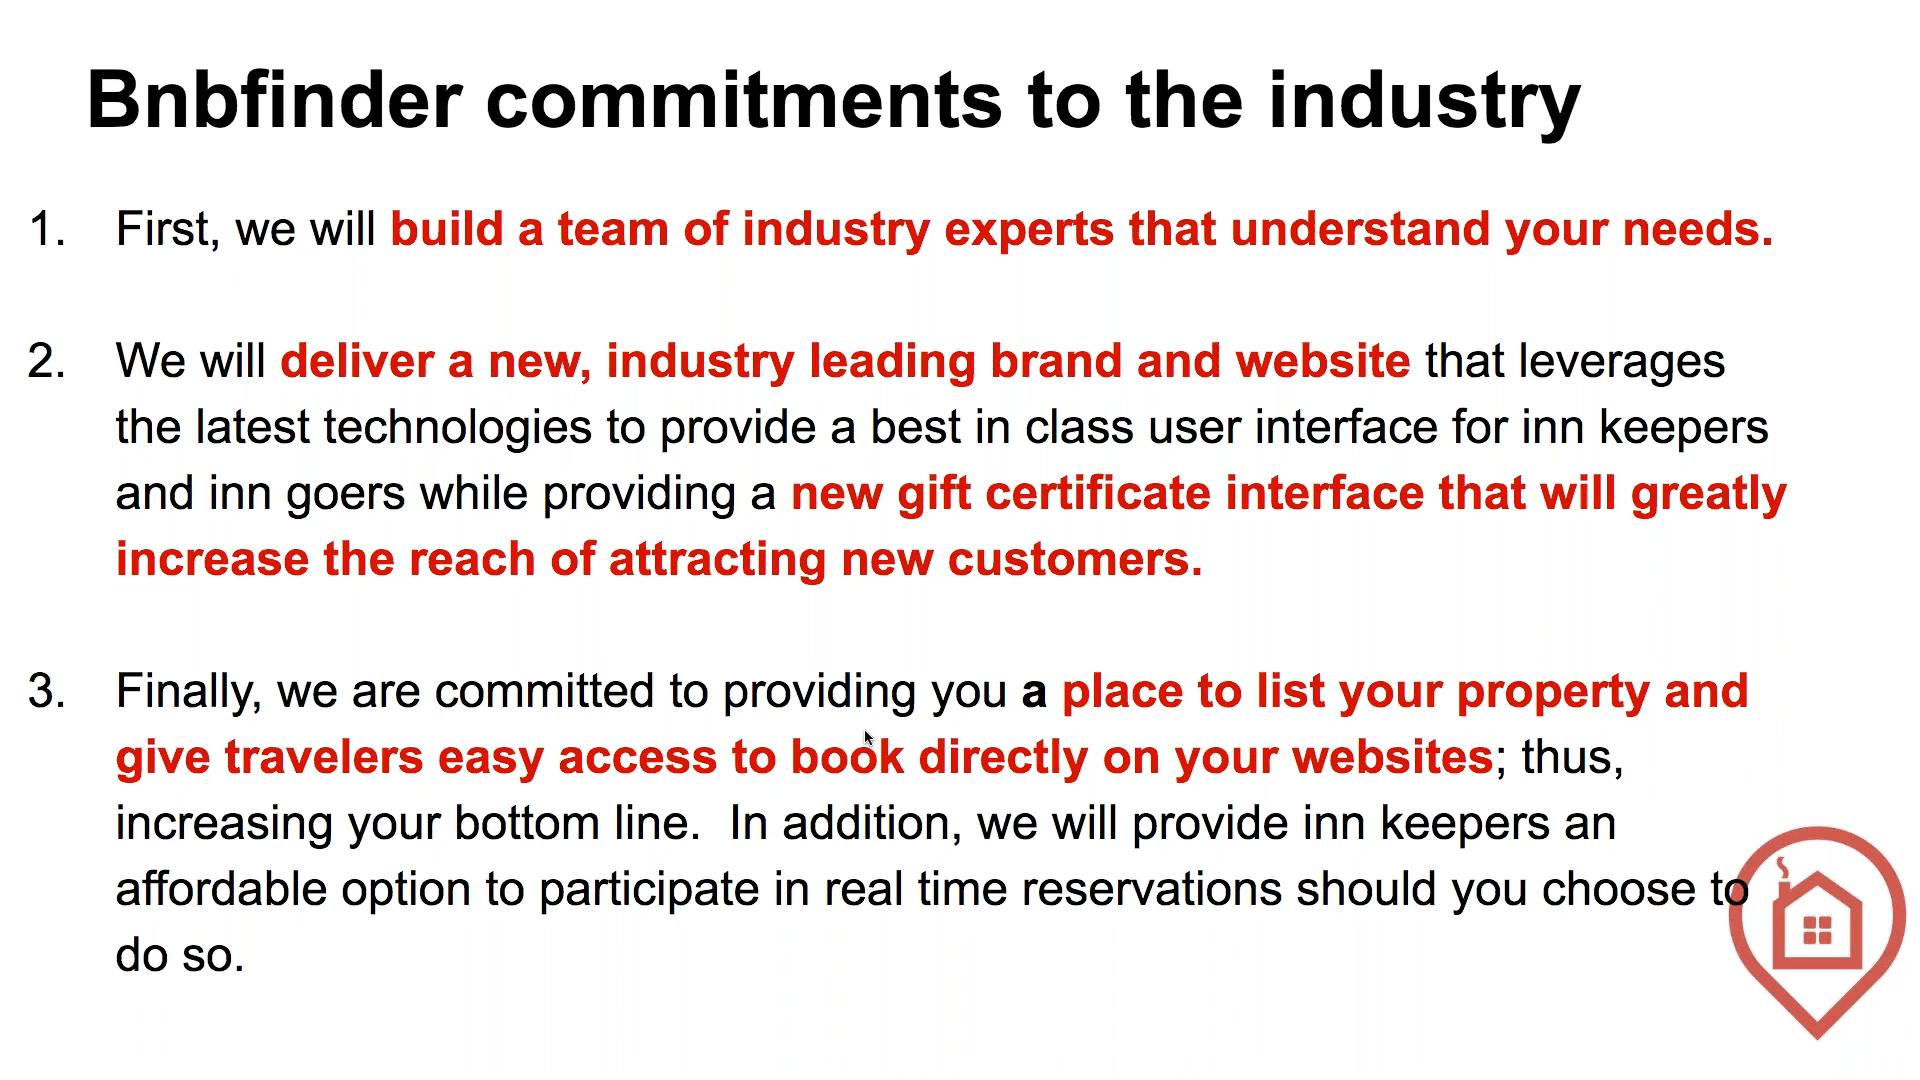 Bnbfinder commitments to the industry
1. First, we will build a team of industry experts that understand your needs.
2. We will deliver a new, industry leading brand and website that leverages
the latest technologies to provide a best in class user interface for inn keepers
and inn goers while providing a new gift certificate interface that will greatly
increase the reach of attracting new customers.
3. Finally, we are committed to providing you a place to list your property and
give travelers easy access to book directly on your websites; thus,
increasing your bottom line.  In addition, we will provide inn keepers an
affordable option to participate in real time reservations should you choose to
do so.